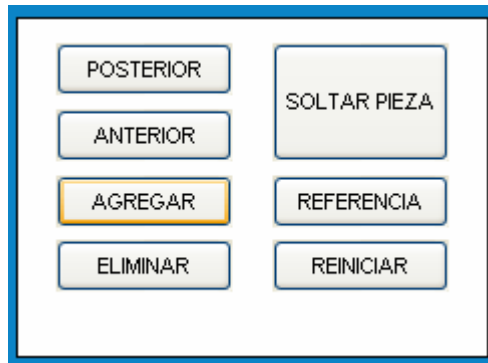 POSTERIOR
ANTERIOR
AGREGAR
ELIMINAR
SOLTAR PIEZA
REFERENCIA
REINICIAR